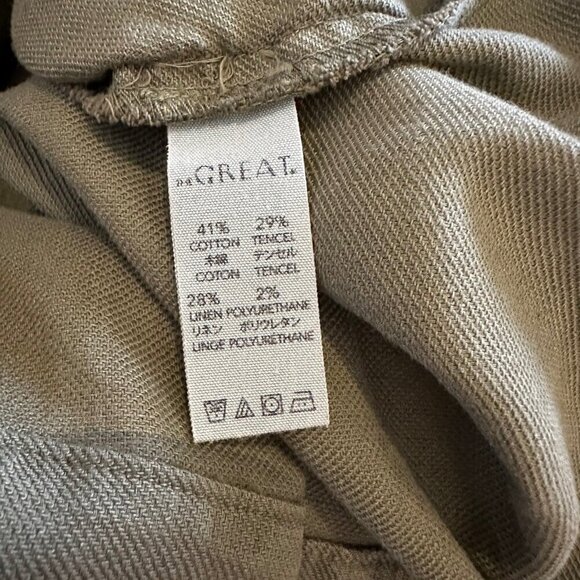 THE GREAT.
41% 29%
COTTON TENCEL
木綿 テンセル
COTON TENCEL
28% 2%
LINEN POLYURETHANE
リネン ポリウレタン
LINGE POLYURETHANE